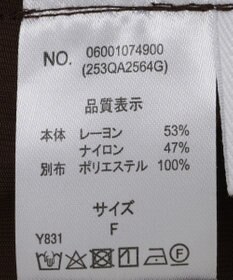 NO. 06001074900
(253QA2564G)
品質表示
本体 レーヨン 53%
ナイロン 47%
別布 ポリエステル 100%
サイズ
F
Y831